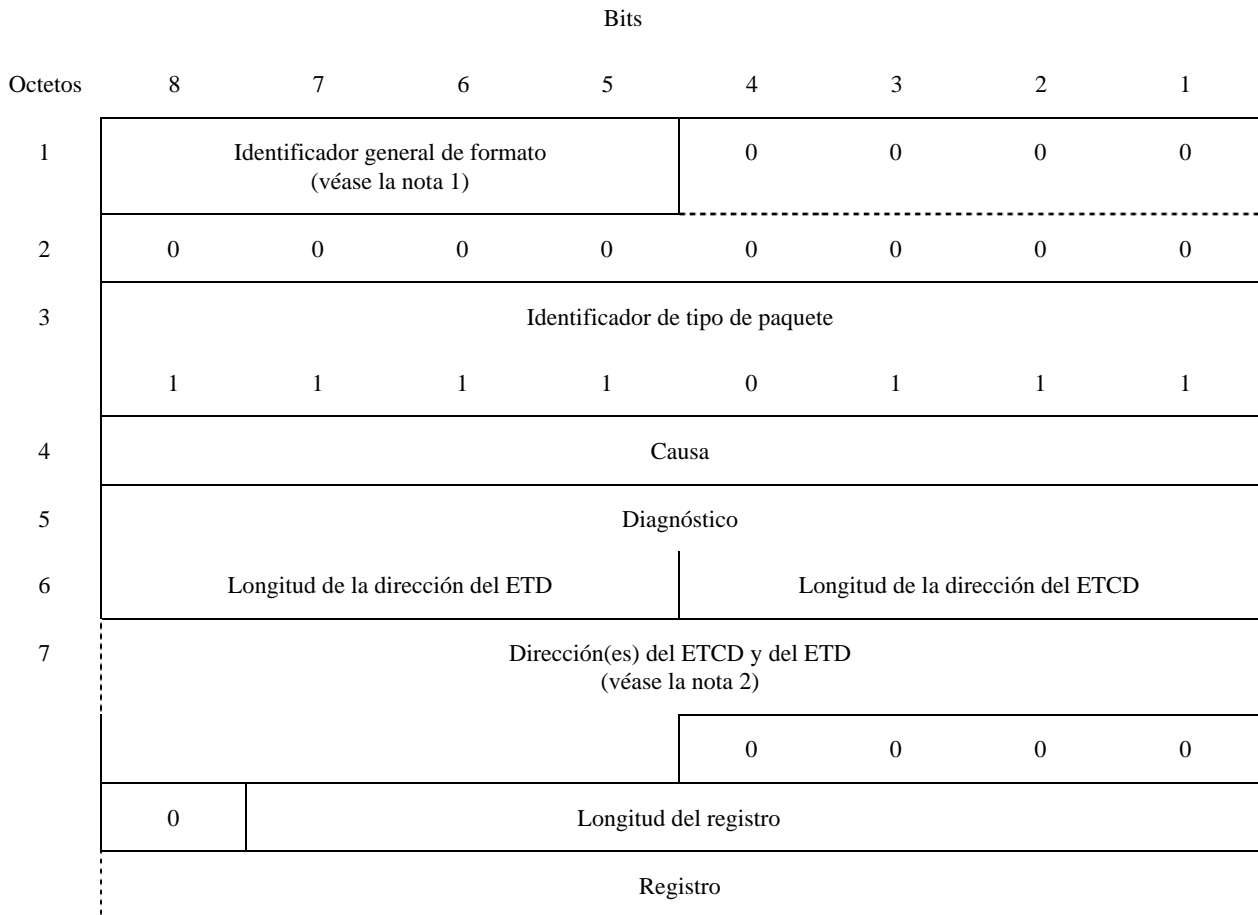 Bits
Octetos 8 7 6 5 4 3 2 1
1 Identificador general de formato 0 0 0 0
(véase la nota 1)
2 0 0 0 0 0 0 0 0
3 Identificador de tipo de paquete
1 1 1 1 0 1 1 1
4 Causa
5 Diagnóstico
6 Longitud de la dirección del ETD Longitud de la dirección del ETCD
7 Dirección(es) del ETCD y del ETD
(véase la nota 2)
0 0 0 0
0 Longitud del registro
Registro